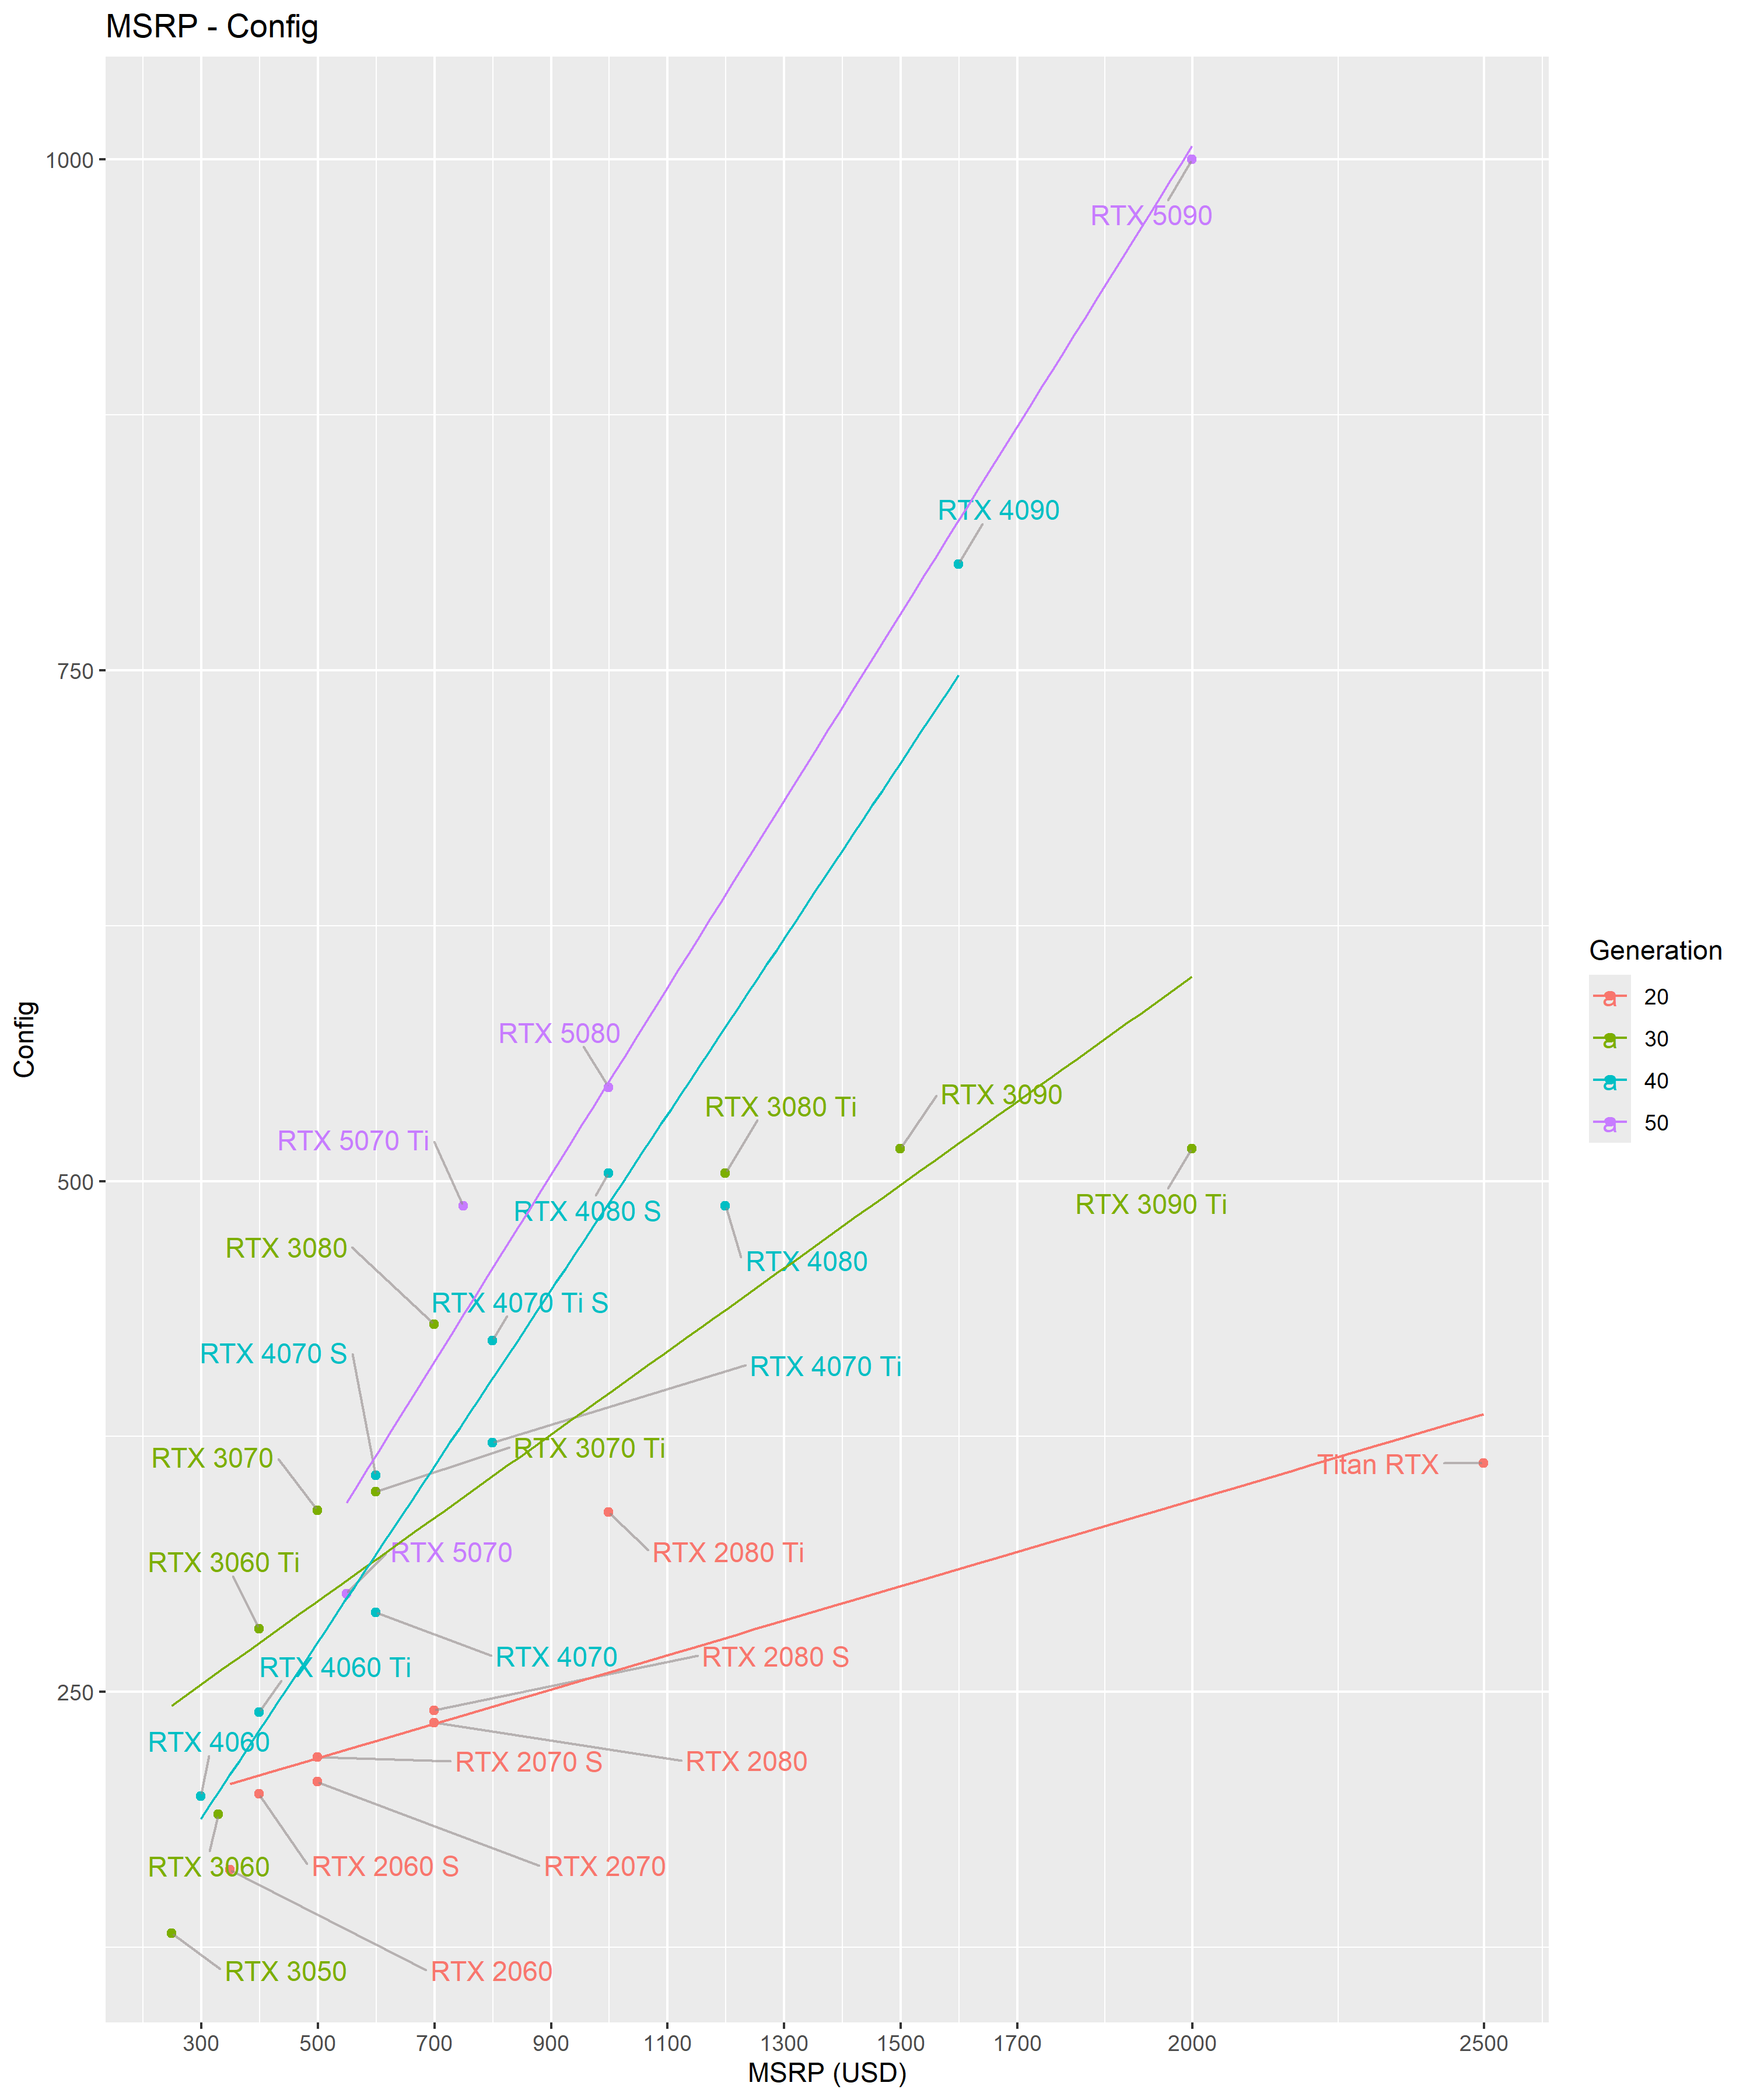 MSRP - Config
1000
750
500
250
Config
RTX 5090
RTX 4090
RTX 5080
RTX 3090
RTX 3080 Ti
RTX 5070 Ti
RTX 3090 Ti
RTX 4080 S
RTX 3080
RTX 4080
RTX 4070 Ti S
RTX 4070 S
RTX 4070 Ti
RTX 3070 Ti
RTX 3070
Titan RTX
RTX 5070
RTX 2080 Ti
RTX 3060 Ti
RTX 4070
RTX 2080 S
RTX 4060 Ti
RTX 4060
RTX 2070 S
RTX 2080
RTX 3060
RTX 2060 S
RTX 2070
RTX 3050
RTX 2060
300 500 700 900 1100 1300 1500 1700 2000 2500
MSRP (USD)
Generation
a 20
a 30
a 40
a 50